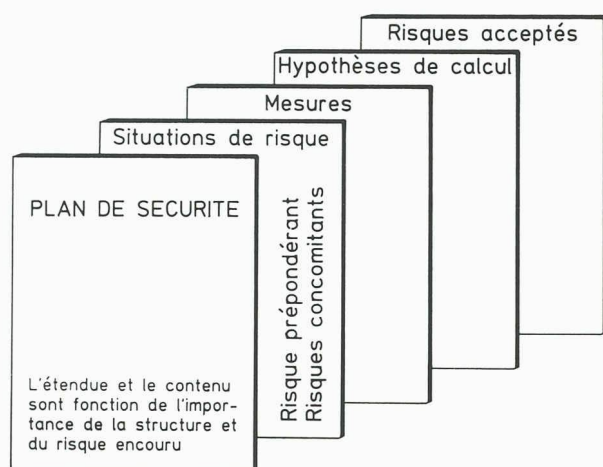 Risques acceptés
Hypothèses de calcul
Mesures
Situations de risque
Risque prépondérant
Risques concomitants
PLAN DE SECURITE
L'étendue et le contenu
sont fonction de l'impor-
tance de la structure et
du risque encouru